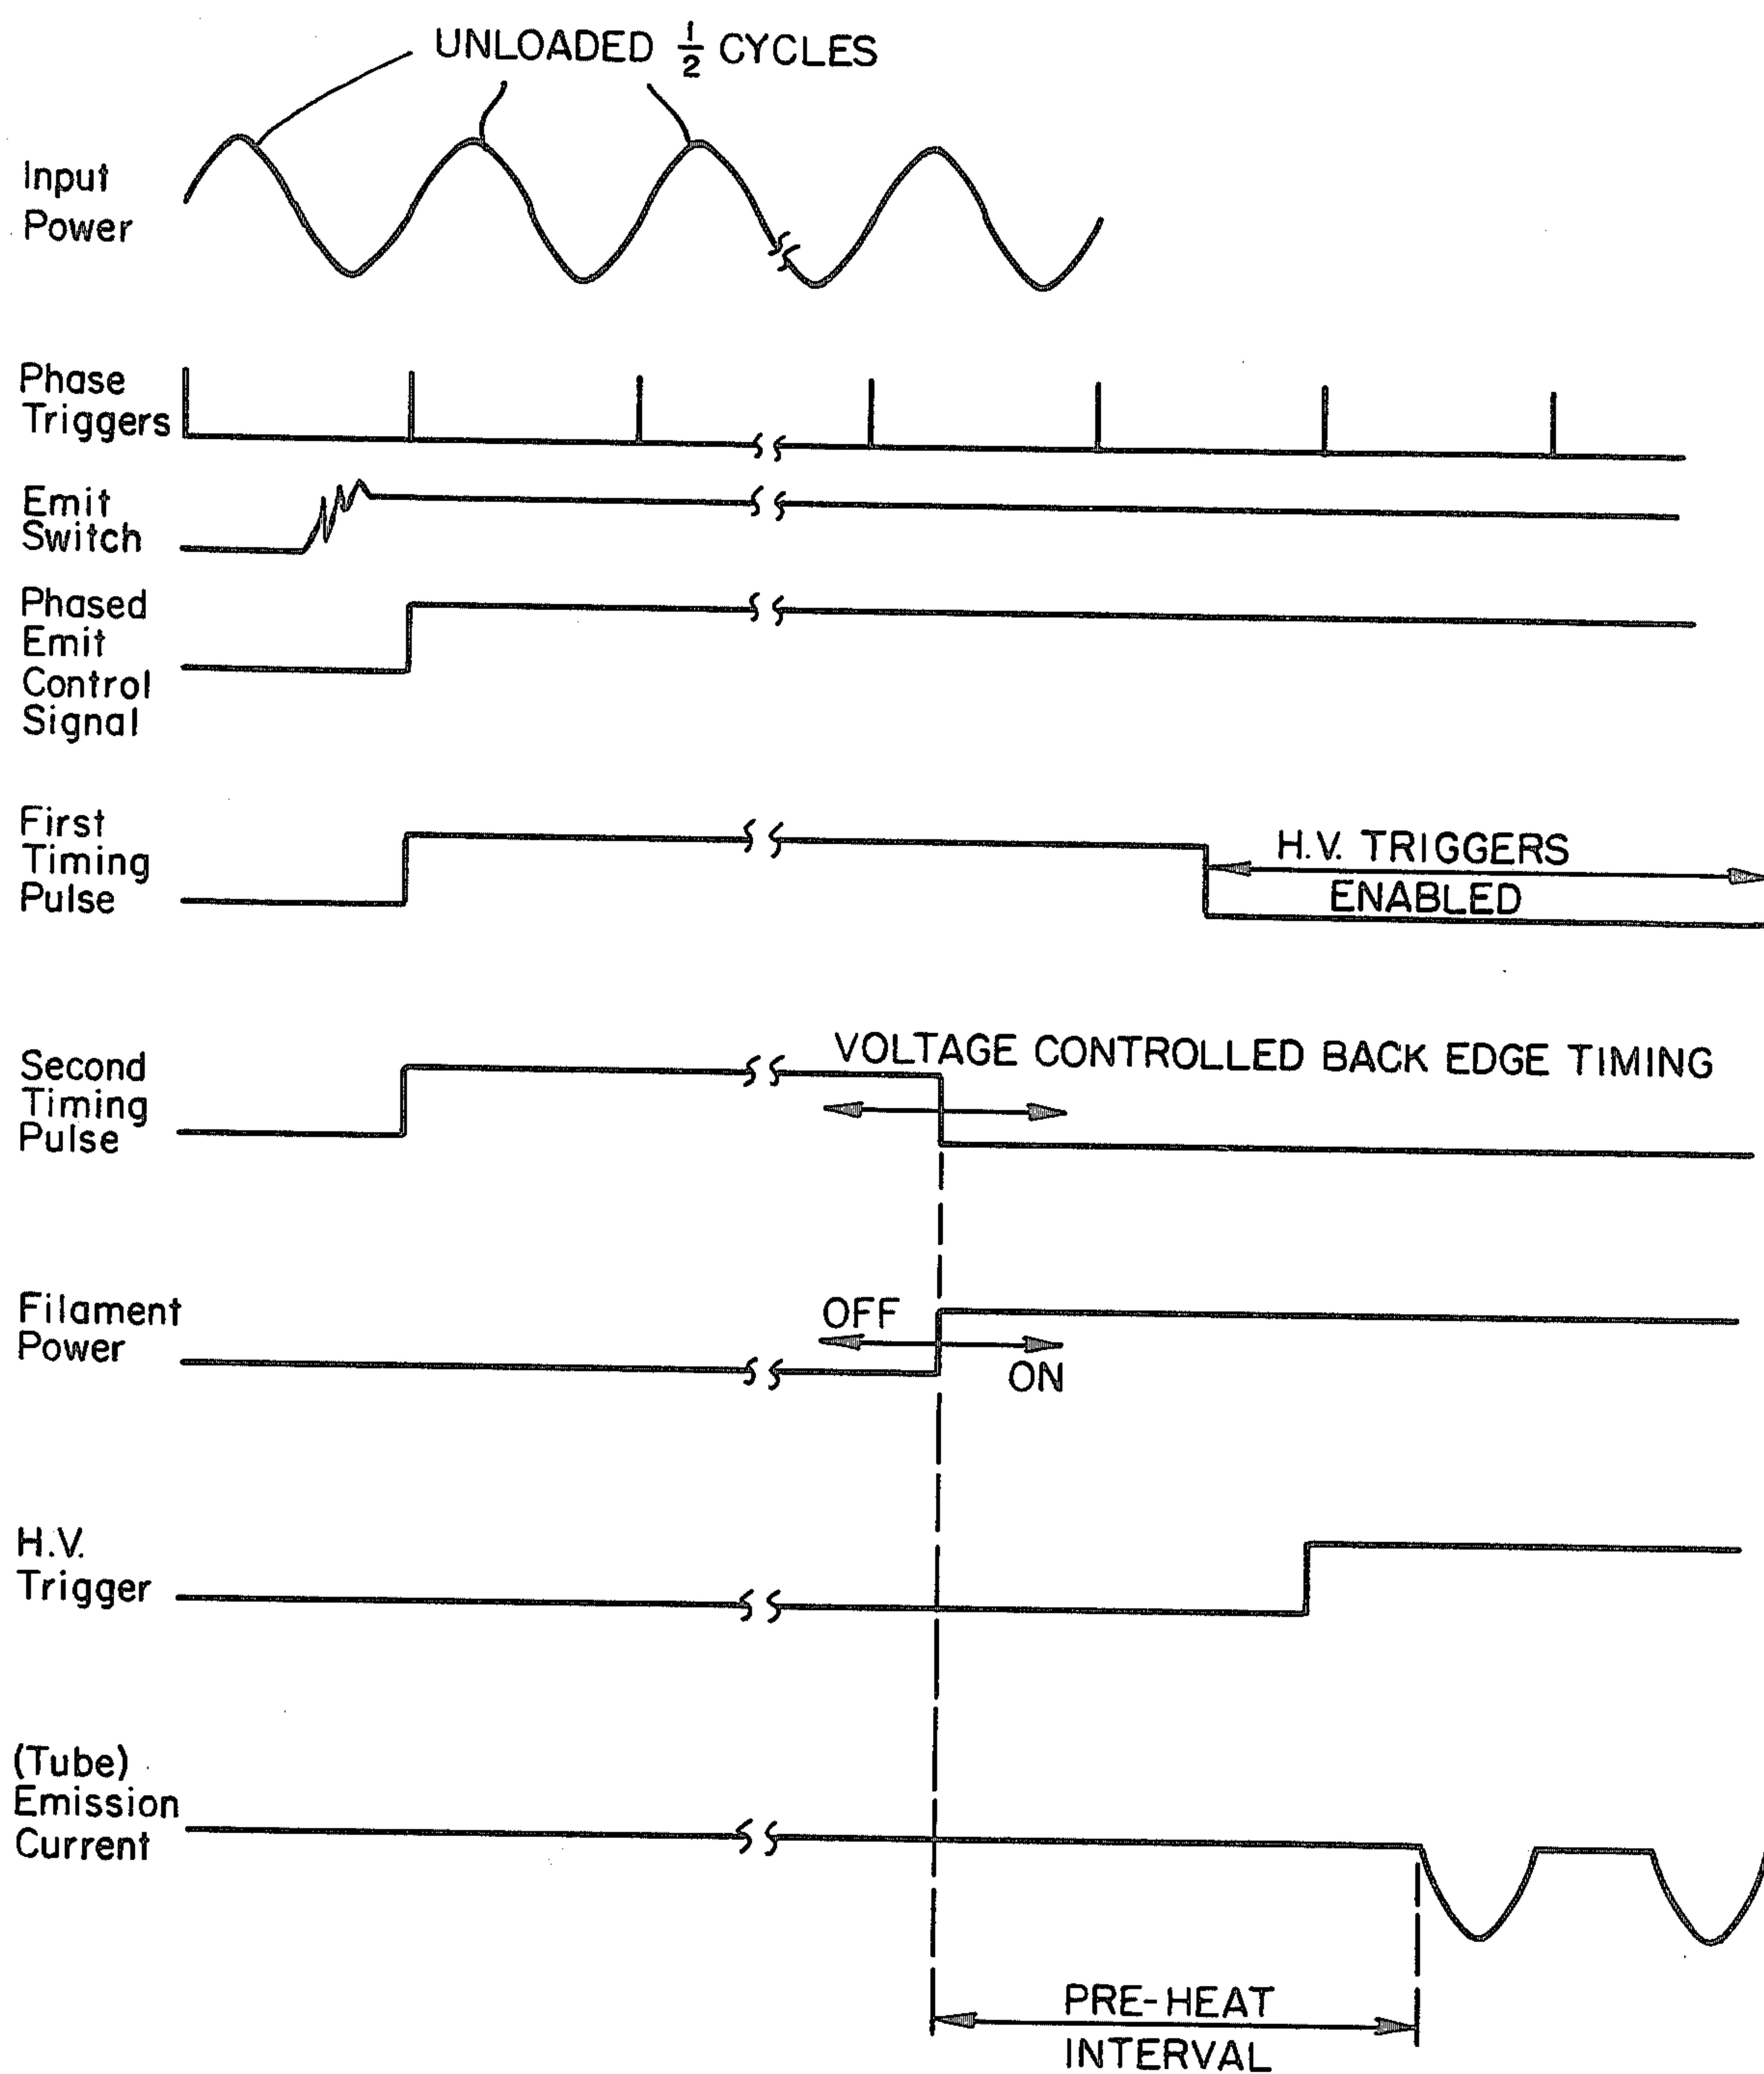 UNLOADED 1/2 CYCLES
Input
Power
Phase
Triggers
Emit
Switch
Phased
Emit
Control
Signal
First
Timing
Pulse
H.V. TRIGGERS
ENABLED
Second
Timing
Pulse
VOLTAGE CONTROLLED BACK EDGE TIMING
Filament
Power
OFF
ON
H.V.
Trigger
(Tube)
Emission
Current
PRE-HEAT
INTERVAL